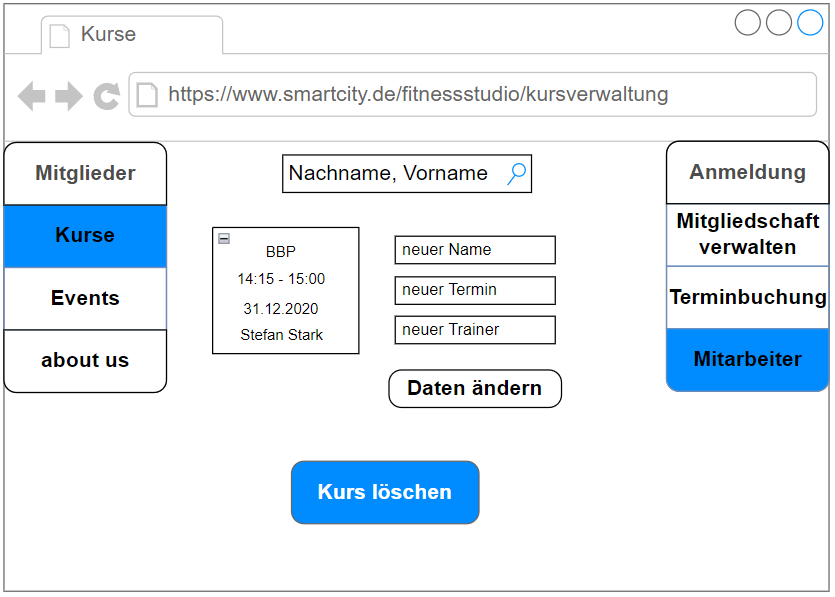 Kurse
https://www.smartcity.de/fitnessstudio/kursverwaltung
Mitglieder
Kurse
Events
about us
Nachname, Vorname
BBP
14:15 - 15:00
31.12.2020
Stefan Stark
neuer Name
neuer Termin
neuer Trainer
Daten ändern
Kurs löschen
Anmeldung
Mitgliedschaft
verwalten
Terminbuchung
Mitarbeiter